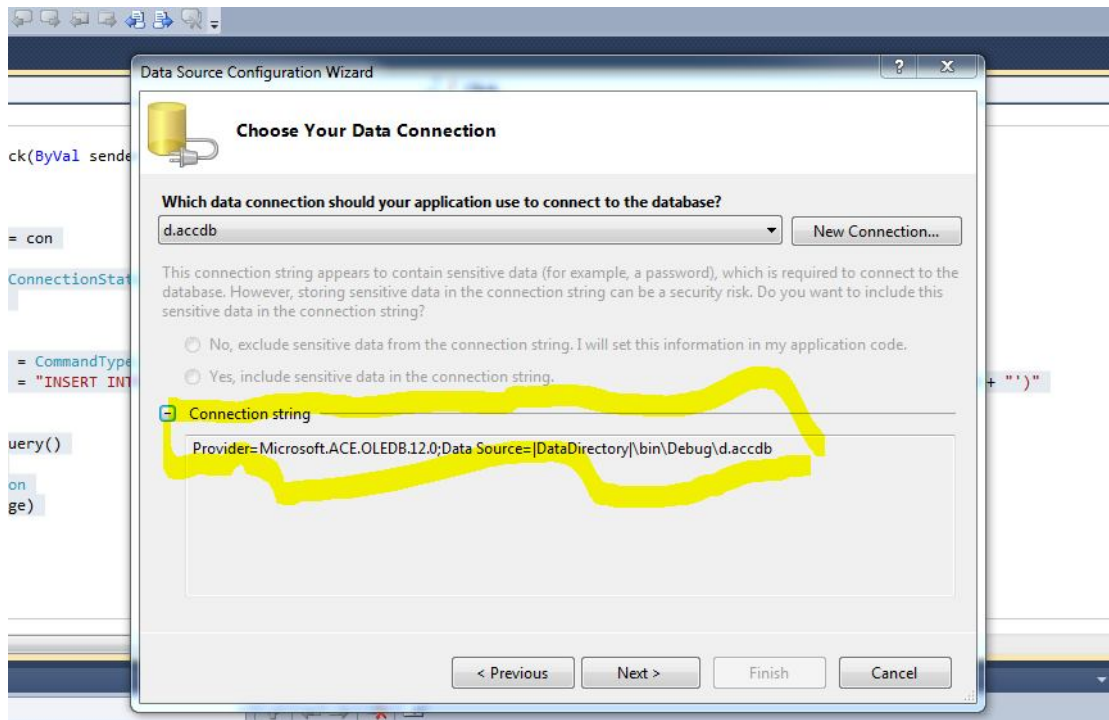 Data Source Configuration Wizard
Choose Your Data Connection
ck(ByVal sende
Which data connection should your application use to connect to the database?
d.accdb
New Connection...
= con
This connection string appears to contain sensitive data (for example, a password), which is required to connect to the
ConnectionStat
database. However, storing sensitive data in the connection string can be a security risk. Do you want to include this
sensitive data in the connection string?
No, exclude sensitive data from the connection string. I will set this information in my application code.
= CommandType
Yes, include sensitive data in the connection string.
= "INSERT INT
+ "')"
Connection string
uery()
Provider=Microsoft.ACE.OLEDB.12.0;Data Source=|DataDirectory|\bin\Debug\d.accdb
on
ge)
< Previous
Next >
Finish
Cancel